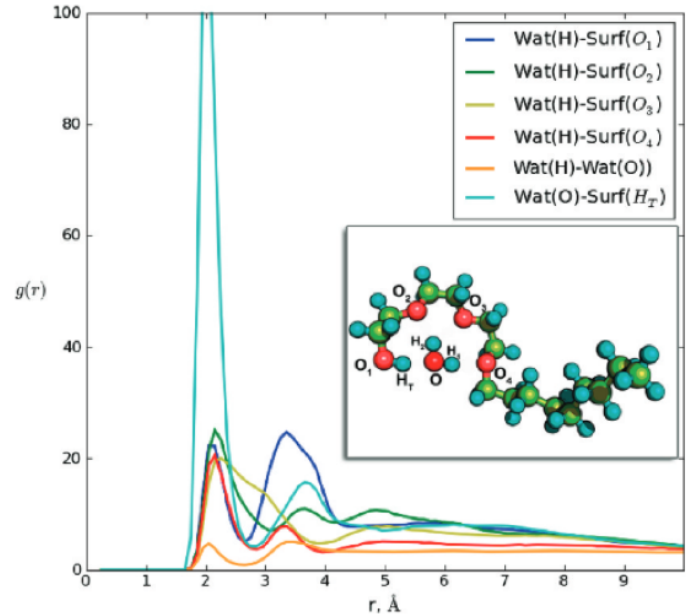 100
80
60
g(r)
40
20
0
0 1 2 3 4 5 6 7 8 9
r, Å
Wat(H)-Surf(O₁)
Wat(H)-Surf(O₂)
Wat(H)-Surf(O₃)
Wat(H)-Surf(O₄)
Wat(H)-Wat(O))
Wat(O)-Surf(H_T)
O₂
O₃
H₂
H₁
O₁
H_T
O
O₄